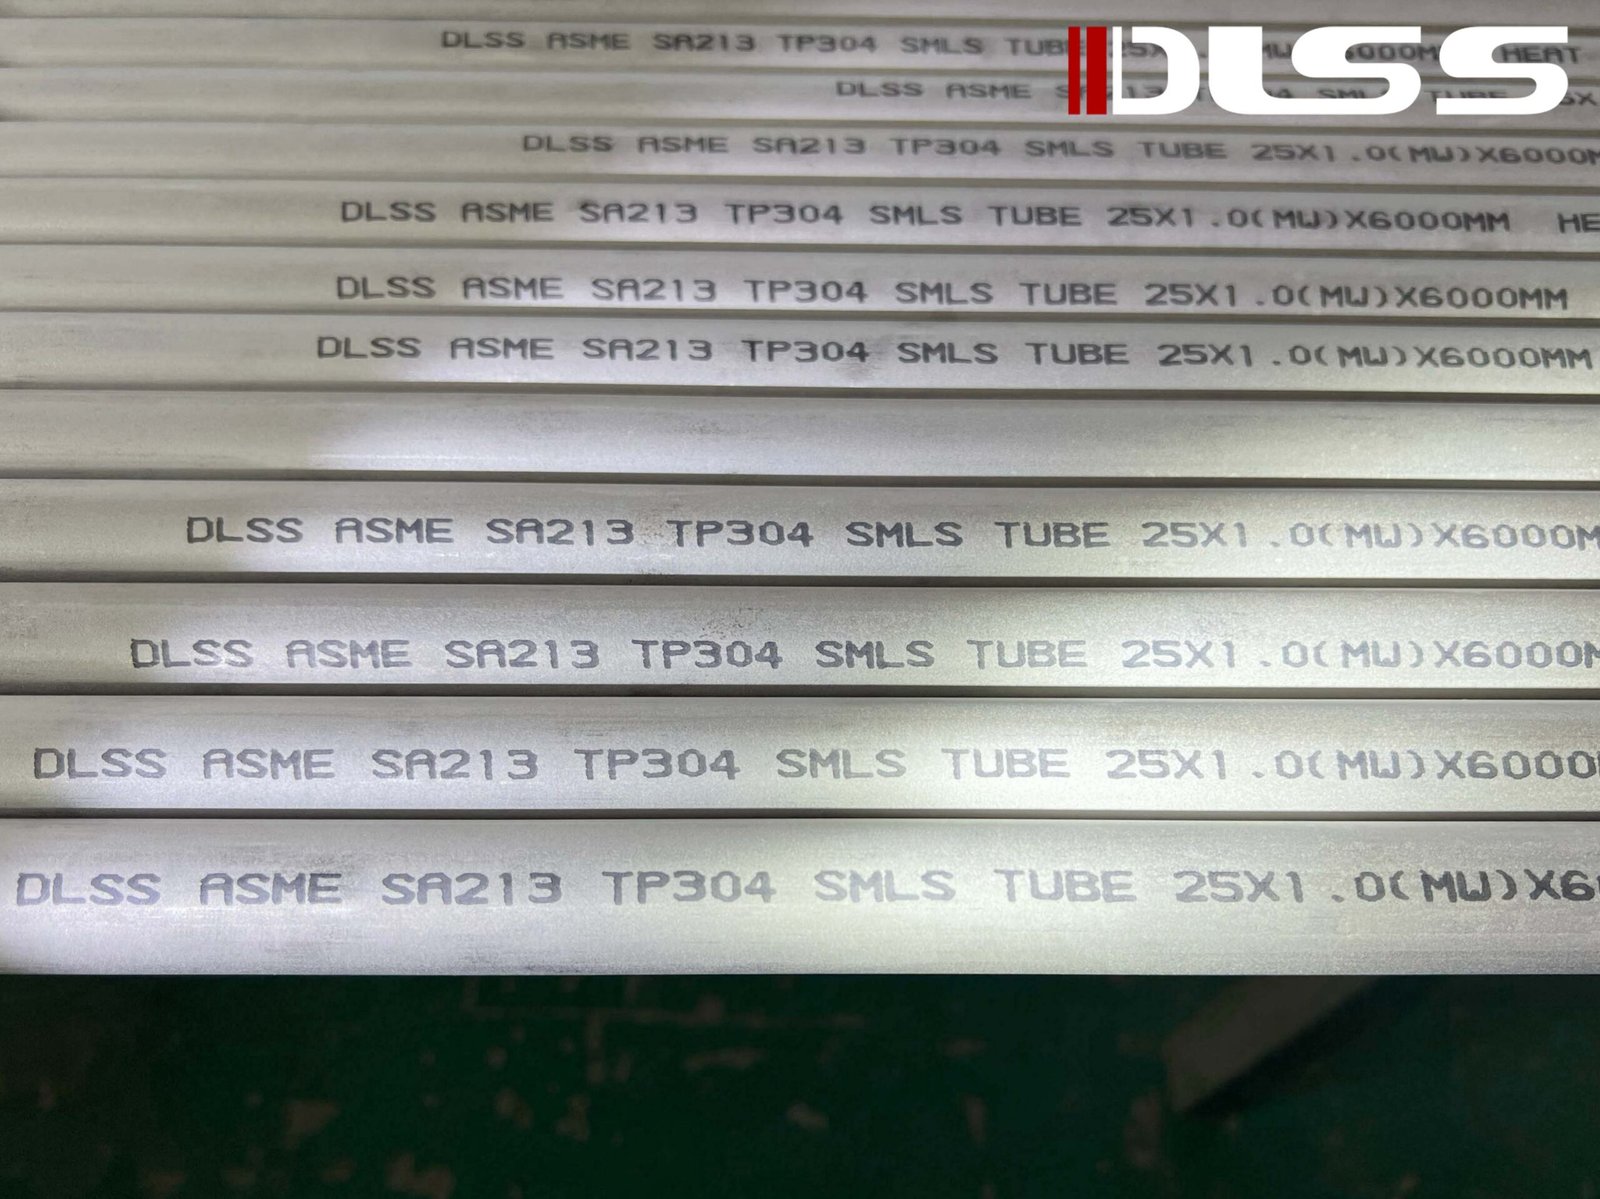 DLSS
DLSS ASME SA213 TP304 SMLS TUBE HEAT
DLSS ASME
DLSS ASME SA213 TP304 SMLS TUBE 25X1.0(MW)X6000M
DLSS ASME SA213 TP304 SMLS TUBE 25X1.0(MW)X6000MM HE
DLSS ASME SA213 TP304 SMLS TUBE 25X1.0(MW)X6000MM
DLSS ASME SA213 TP304 SMLS TUBE 25X1.0(MW)X6000MM
DLSS ASME SA213 TP304 SMLS TUBE 25X1.0(MW)X6000M
DLSS ASME SA213 TP304 SMLS TUBE 25X1.0(MW)X6000M
DLSS ASME SA213 TP304 SMLS TUBE 25X1.0(MW)X6000
DLSS ASME SA213 TP304 SMLS TUBE 25X1.0(MW)X6